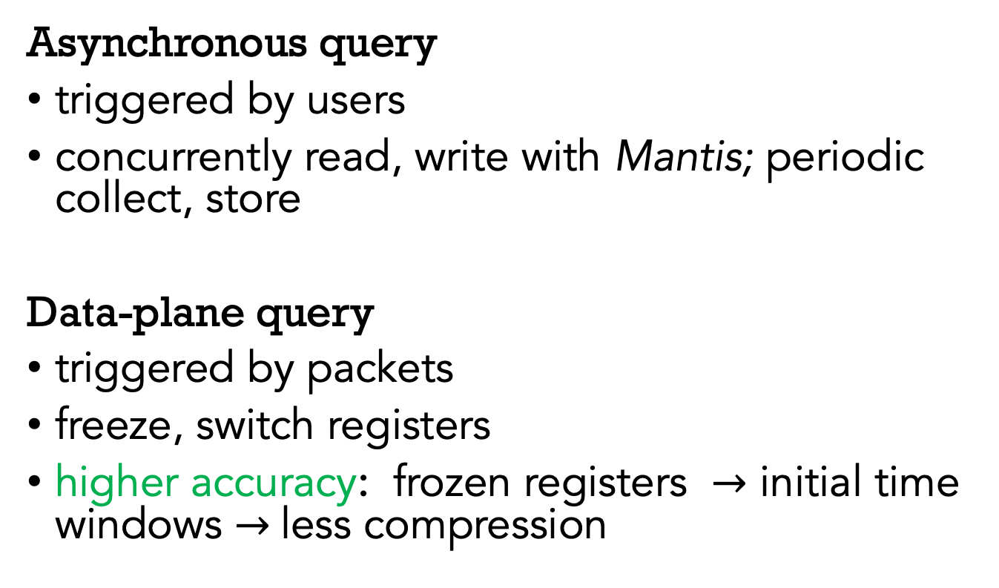 Asynchronous query
• triggered by users
• concurrently read, write with Mantis; periodic
collect, store
Data-plane query
• triggered by packets
• freeze, switch registers
• higher accuracy:  frozen registers  → initial time
windows → less compression